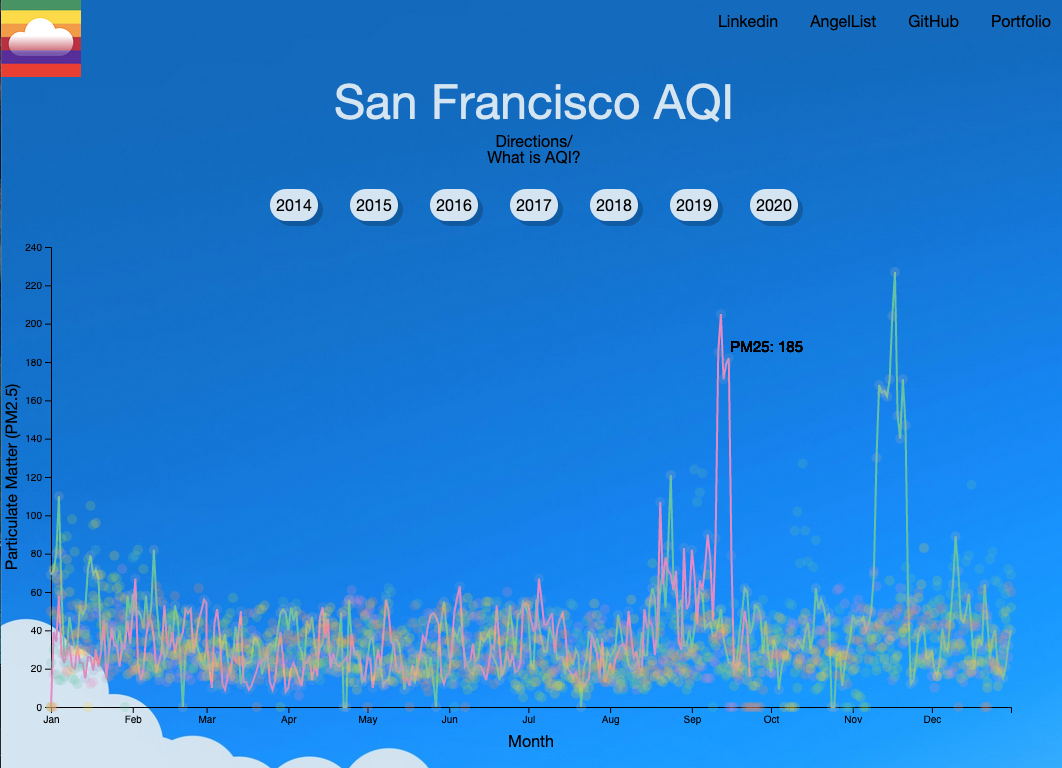 Linkedin AngelList GitHub Portfolio
San Francisco AQI
Directions/
What is AQI?
2014 2015 2016 2017 2018 2019 2020
240
220
200
PM25: 185
180
160
140
120
100
80
60
40
20
0
Particulate Matter (PM2.5)
Jan Feb Mar Apr May Jun Jul Aug Sep Oct Nov Dec
Month